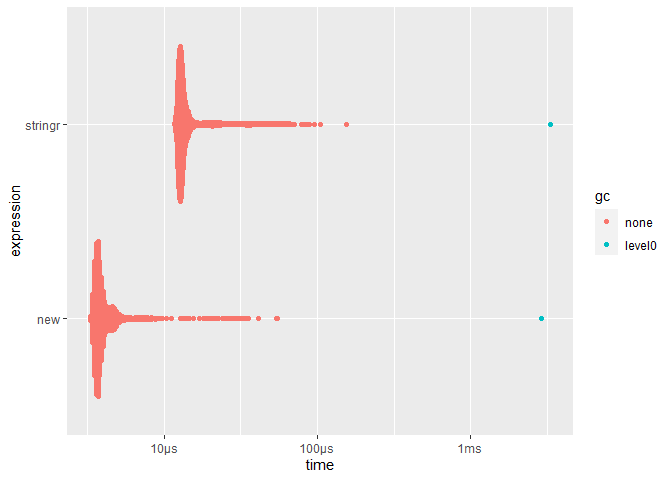 expression
stringr
new
10µs
100µs
1ms
time
gc
none
level0